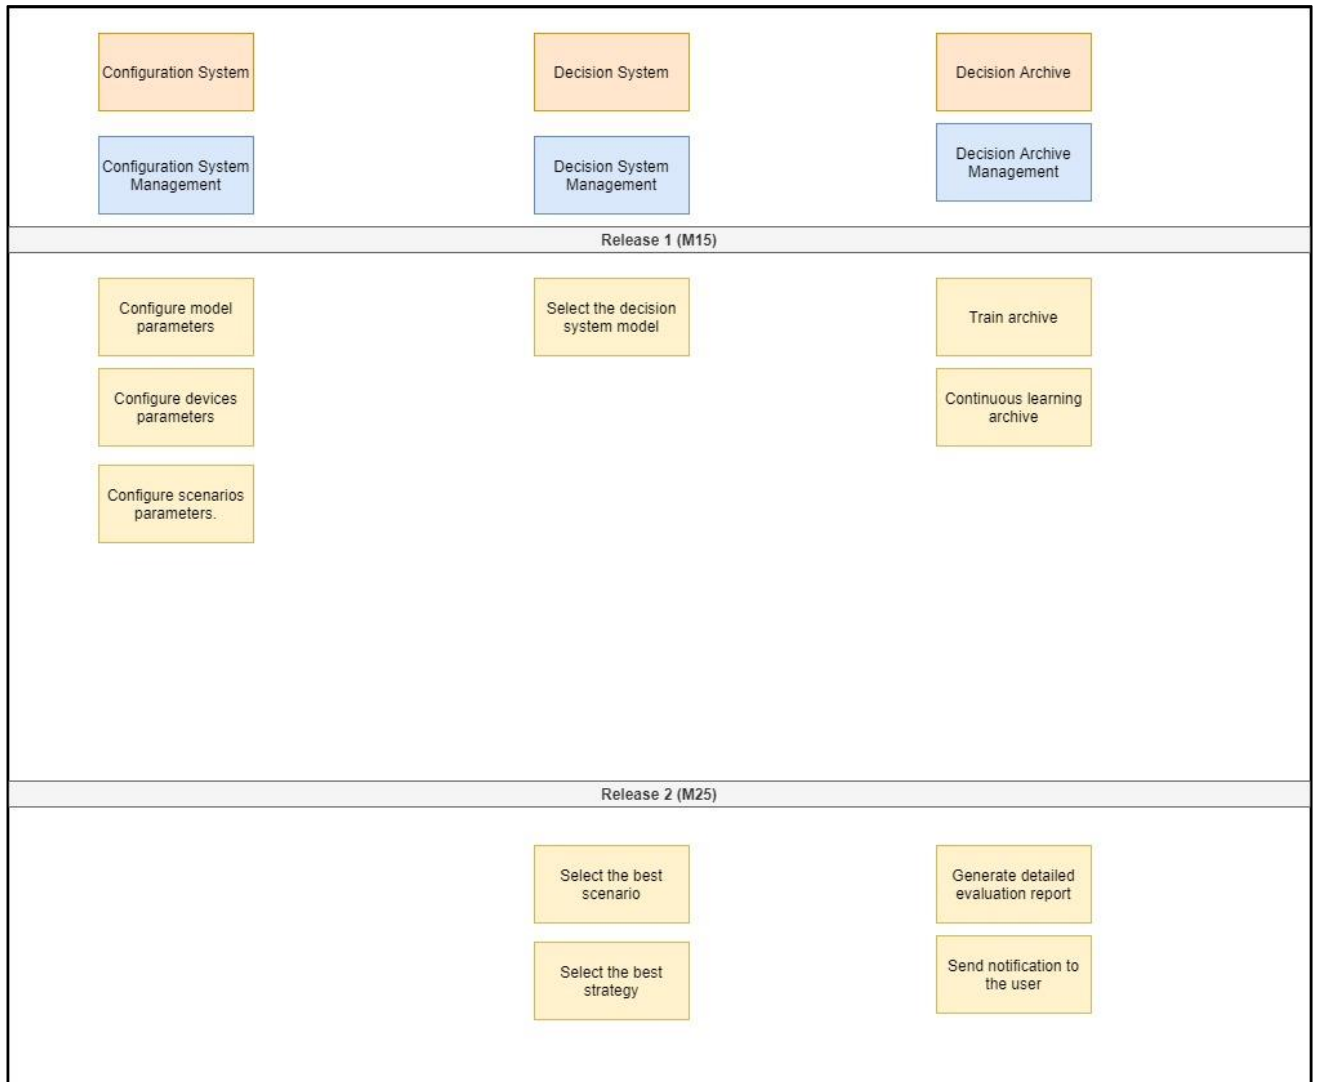 Configuration System
Decision System
Decision Archive
Configuration System
Management
Decision System
Management
Decision Archive
Management
Release 1 (M15)
Configure model
parameters
Select the decision
system model
Train archive
Configure devices
parameters
Continuous learning
archive
Configure scenarios
parameters.
Release 2 (M25)
Select the best
scenario
Generate detailed
evaluation report
Select the best
strategy
Send notification to
the user